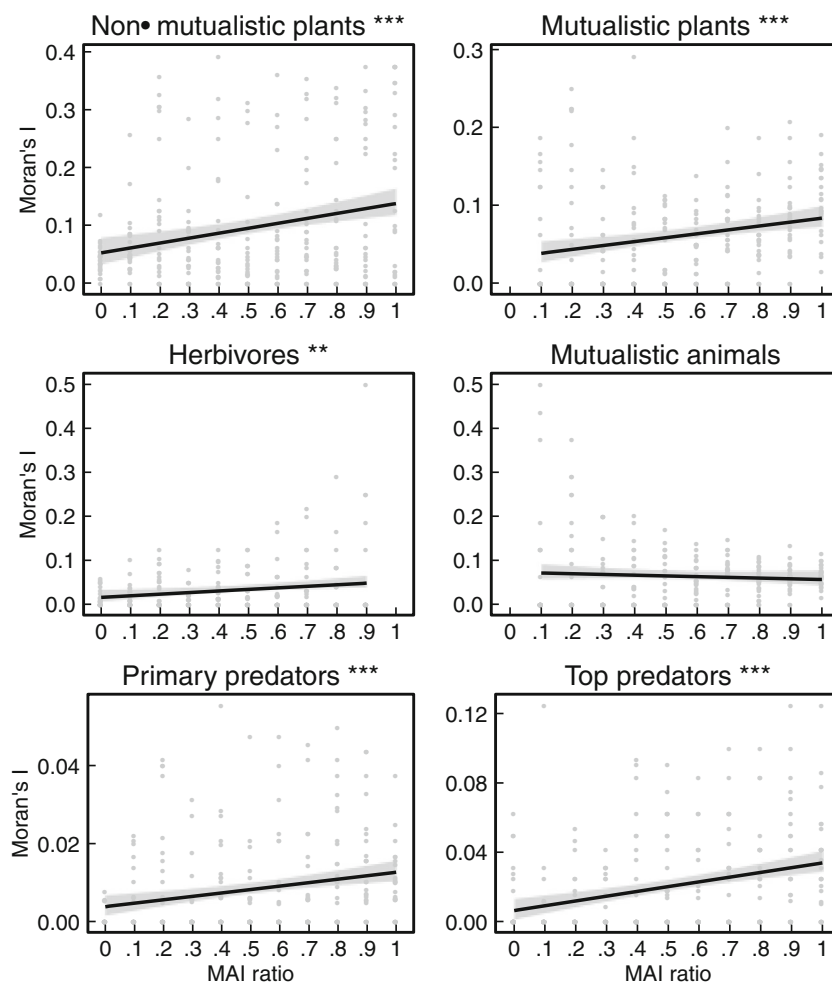 Non• mutualistic plants ***
Mutualistic plants ***
Moran's I
0.4
0.3
0.2
0.1
0.0
0 .1 .2 .3 .4 .5 .6 .7 .8 .9 1
0.3
0.2
0.1
0.0
0 .1 .2 .3 .4 .5 .6 .7 .8 .9 1
Herbivores **
Mutualistic animals
Moran's I
0.5
0.4
0.3
0.2
0.1
0.0
0 .1 .2 .3 .4 .5 .6 .7 .8 .9 1
0.5
0.4
0.3
0.2
0.1
0.0
0 .1 .2 .3 .4 .5 .6 .7 .8 .9 1
Primary predators ***
Top predators ***
Moran's I
0.04
0.02
0.00
0 .1 .2 .3 .4 .5 .6 .7 .8 .9 1
MAI ratio
0.12
0.08
0.04
0.00
0 .1 .2 .3 .4 .5 .6 .7 .8 .9 1
MAI ratio